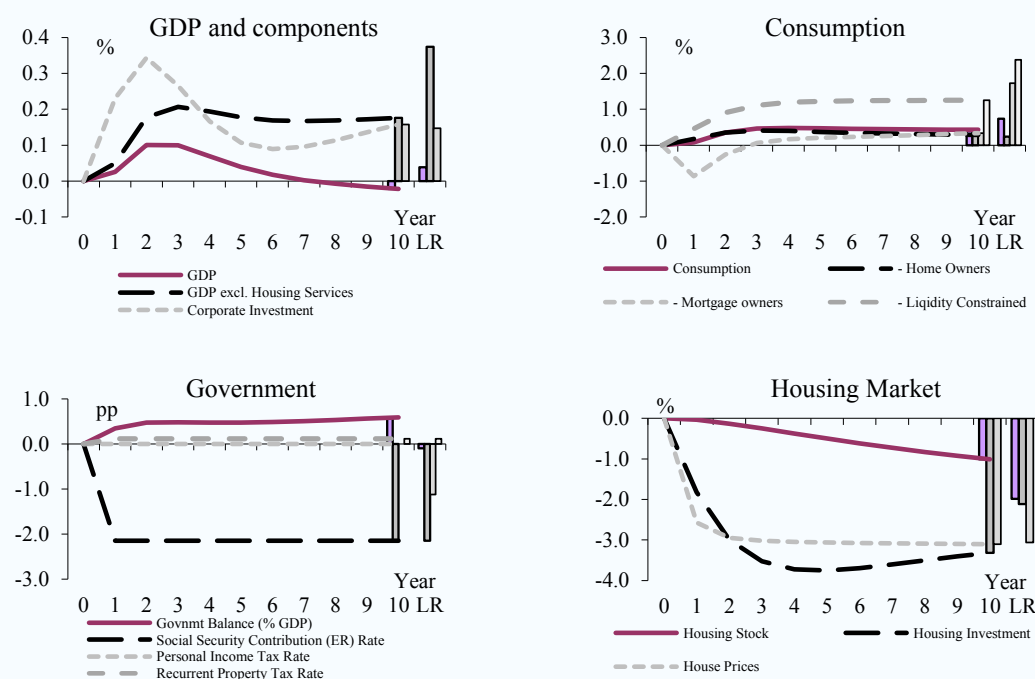 GDP and components
%
0.4
0.3
0.2
0.1
0.0
-0.1
Year
0 1 2 3 4 5 6 7 8 9 10 LR
GDP
GDP excl. Housing Services
Corporate Investment
Consumption
%
3.0
2.0
1.0
0.0
-1.0
2.0
Year
0 1 2 3 4 5 6 7 8 9 10 LR
Consumption
- Home Owners
- Mortgage owners
- Liqidity Constrained
Government
pp
1.0
0.0
-1.0
-2.0
-3.0
Year
0 1 2 3 4 5 6 7 8 9 10 LR
Govnmt Balance (% GDP)
Social Security Contribution (ER) Rate
Personal Income Tax Rate
Recurrent Property Tax Rate
Housing Market
%
0.0
-1.0
-2.0
-3.0
-4.0
Year
0 1 2 3 4 5 6 7 8 9 10 LR
Housing Stock
Housing Investment
House Prices